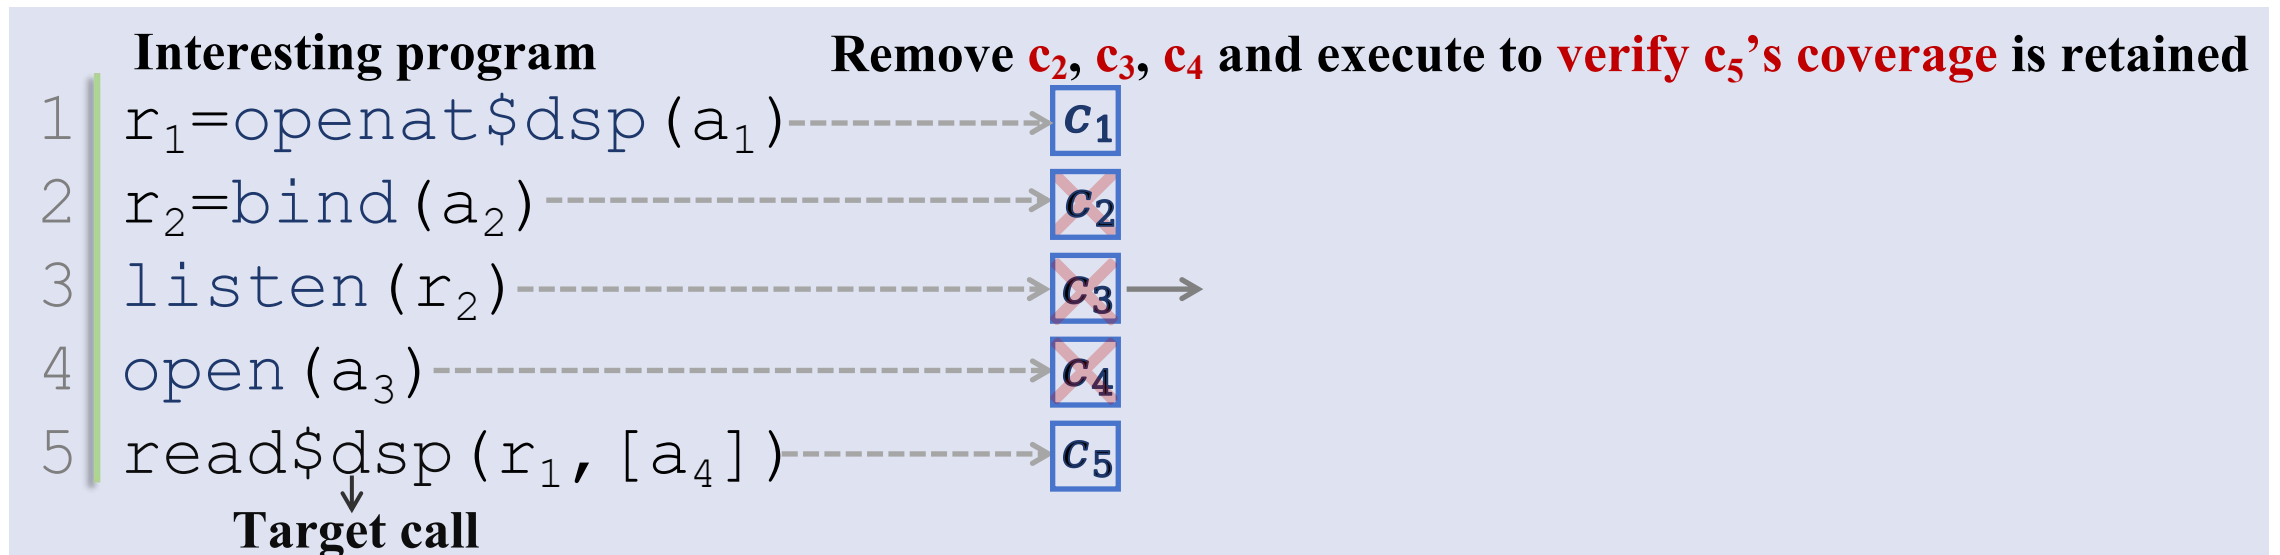 Interesting program
Remove c₂, c₃, c₄ and execute to verify c₅’s coverage is retained
1 r₁=openat$dsp(a₁) c₁
2 r₂=bind(a₂) c₂
3 listen(r₂) c₃
4 open(a₃) c₄
5 read$dsp(r₁,[a₄]) c₅
Target call